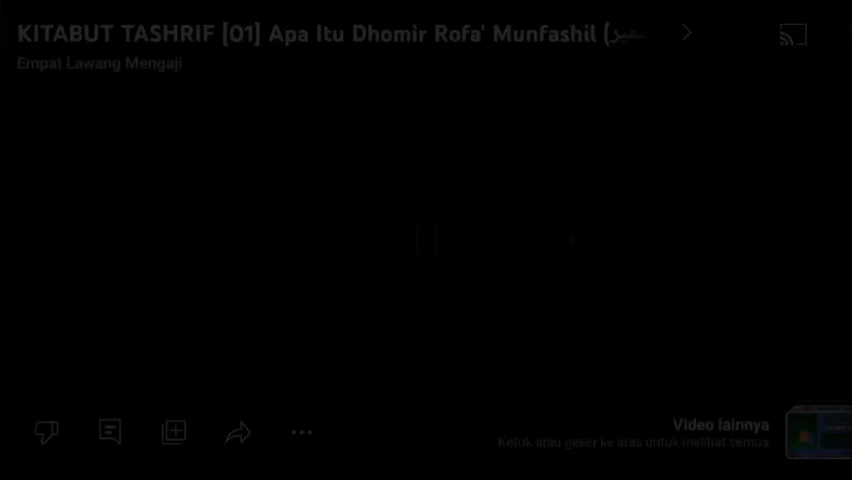 KITABUT TASHRIF [01] Apa Itu Dhomir Rofa' Munfashil (
Empat Lawang Mengaji
Video lainnya
Ketuk atau geser ke atas untuk melihat semua